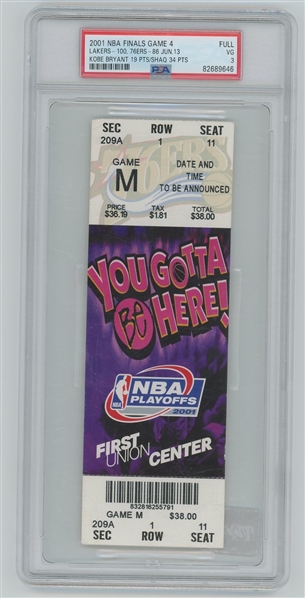 2001 NBA FINALS GAME 4 FULL
LAKERS - 100, 76ERS - 86 JUN.13 VG
KOBE BRYANT 19 PTS/SHAQ 34 PTS PSA 3
82689646
SEC ROW SEAT
209A 1 11
GAME
M
DATE AND
TIME
TO BE ANNOUNCED
PRICE TAX TOTAL
$36.19 $1.81 $38.00
76ERS
YOU GOTTA
BE HERE!
NBA
NBA
PLAYOFFS
2001
FIRST
UNION CENTER
832816255791
GAME M $38.00
209A 1 11
SEC ROW SEAT